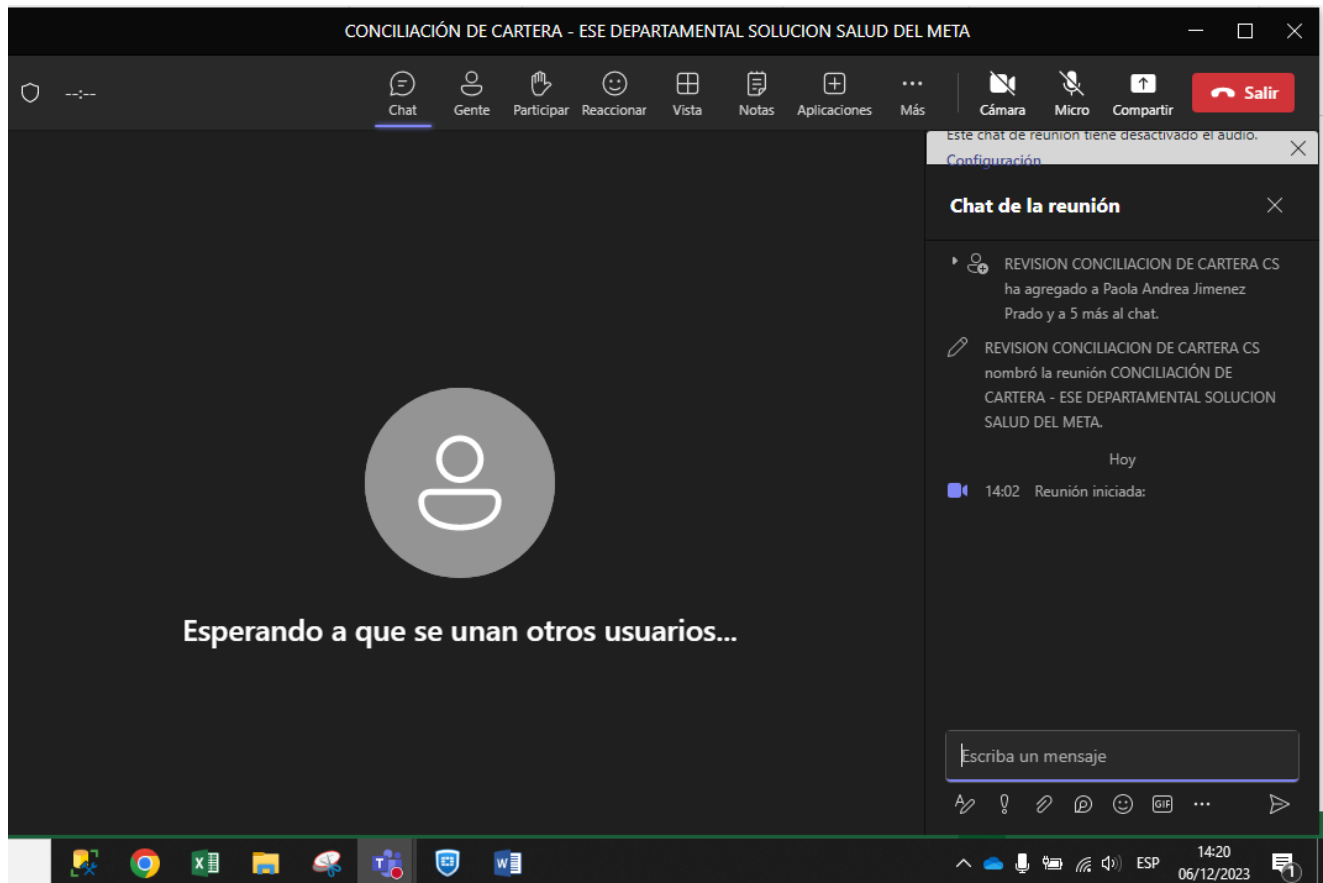 CONCILIACIÓN DE CARTERA - ESE DEPARTAMENTAL SOLUCION SALUD DEL META
--:--
Chat
Gente
Participar
Reaccionar
Vista
Notas
Aplicaciones
Más
Cámara
Micro
Compartir
Salir
Este chat de reunión tiene desactivado el audio.
Configuración
Chat de la reunión
REVISION CONCILIACION DE CARTERA CS
ha agregado a Paola Andrea Jimenez
Prado y a 5 más al chat.
REVISION CONCILIACION DE CARTERA CS
nombró la reunión CONCILIACIÓN DE
CARTERA - ESE DEPARTAMENTAL SOLUCION
SALUD DEL META.
Hoy
14:02 Reunión iniciada:
Esperando a que se unan otros usuarios...
Escriba un mensaje
GIF
ESP
14:20
06/12/2023
1